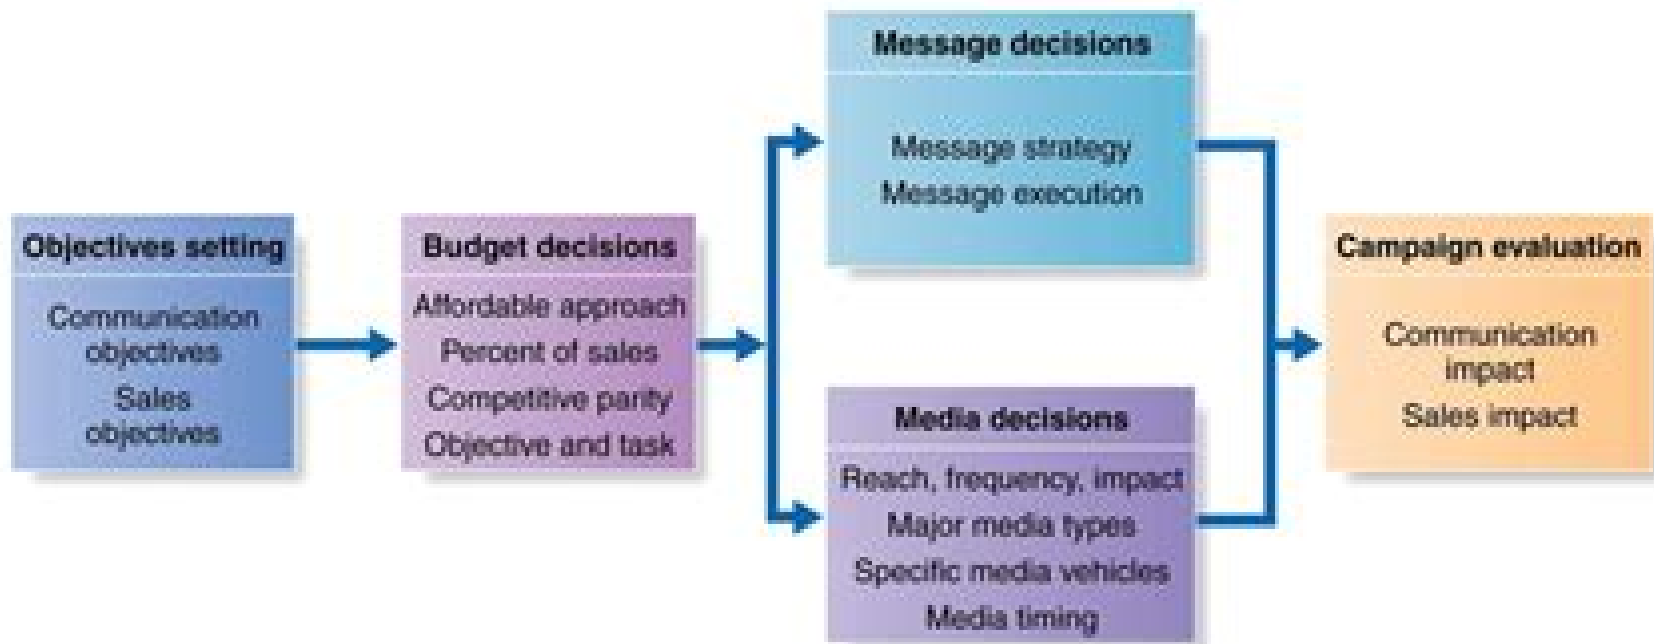 Objectives setting
Communication
objectives
Sales
objectives
Budget decisions
Affordable approach
Percent of sales
Competitive parity
Objective and task
Message decisions
Message strategy
Message execution
Media decisions
Reach, frequency, impact
Major media types
Specific media vehicles
Media timing
Campaign evaluation
Communication
impact
Sales impact